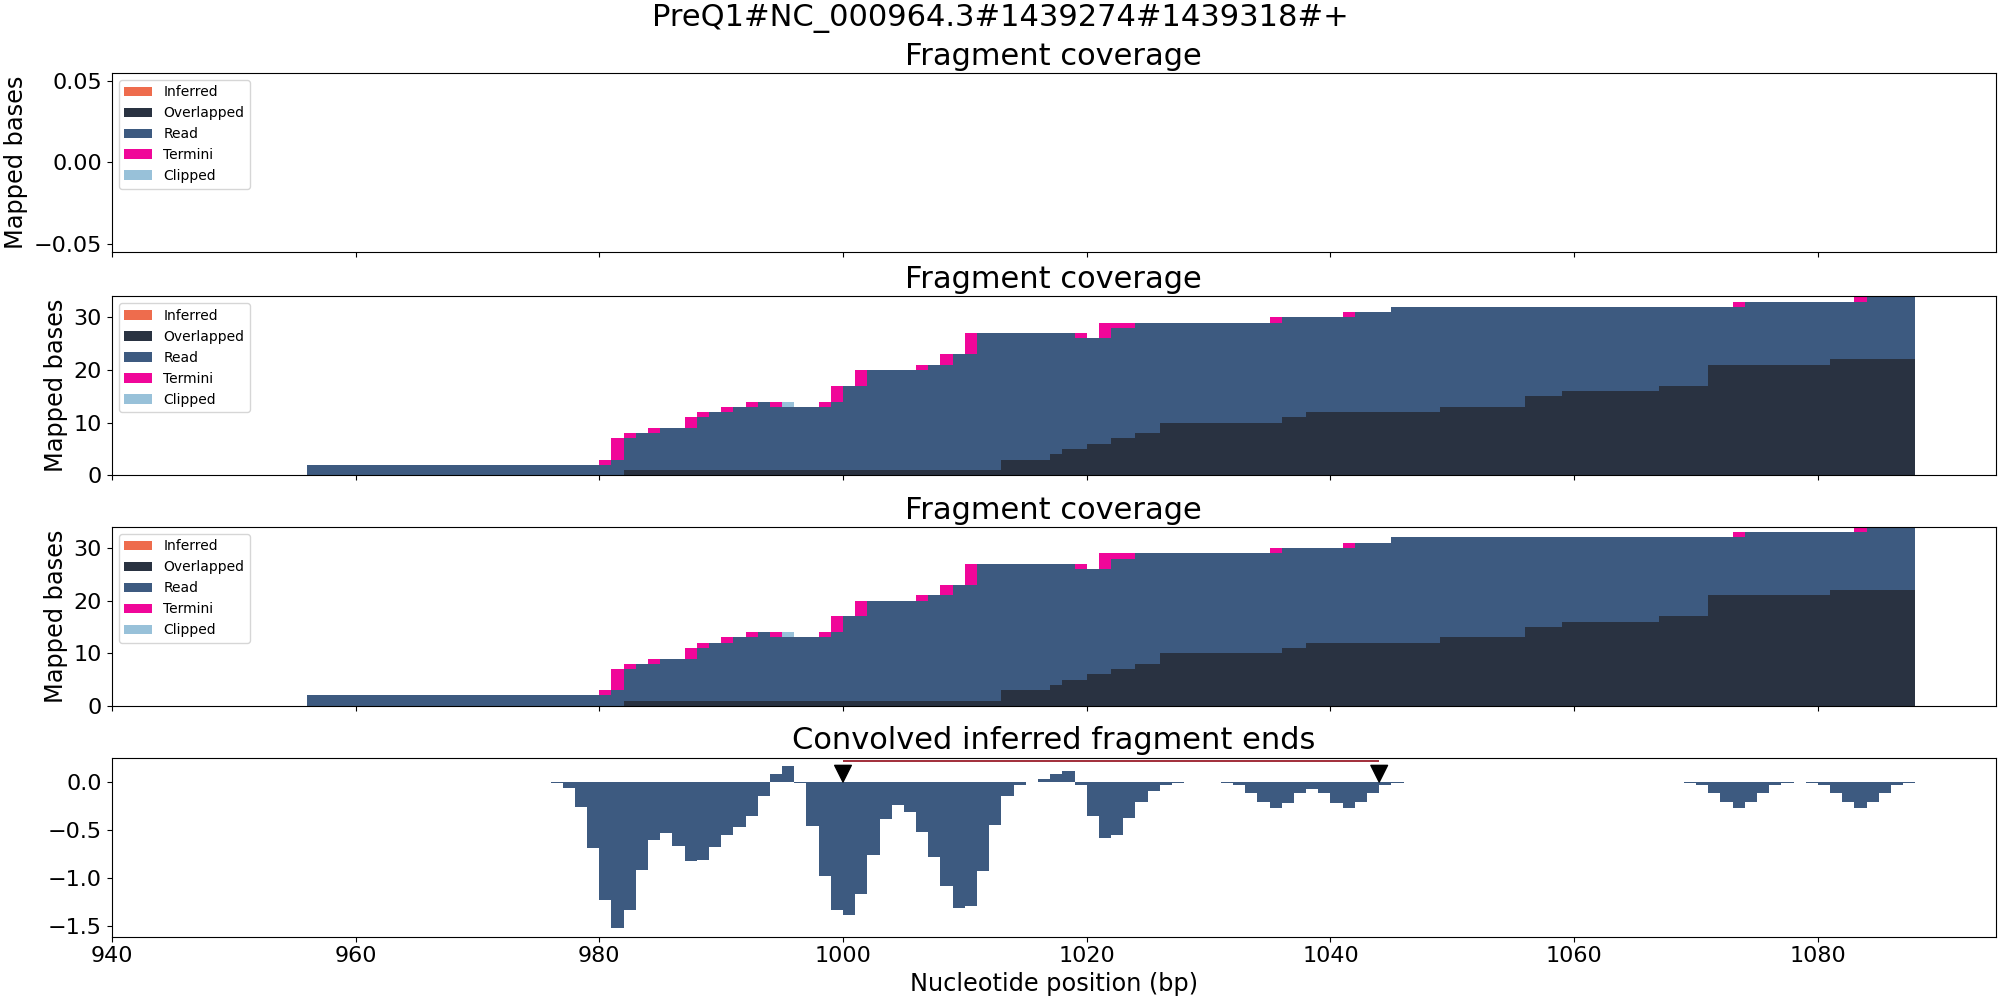 PreQ1#NC_000964.3#1439274#1439318#+
Fragment coverage
Mapped bases
0.05
0.00
−0.05
Inferred
Overlapped
Read
Termini
Clipped
Fragment coverage
Mapped bases
30
20
10
0
Inferred
Overlapped
Read
Termini
Clipped
Fragment coverage
Mapped bases
30
20
10
0
Inferred
Overlapped
Read
Termini
Clipped
Convolved inferred fragment ends
0.0
−0.5
−1.0
−1.5
940 960 980 1000 1020 1040 1060 1080
Nucleotide position (bp)